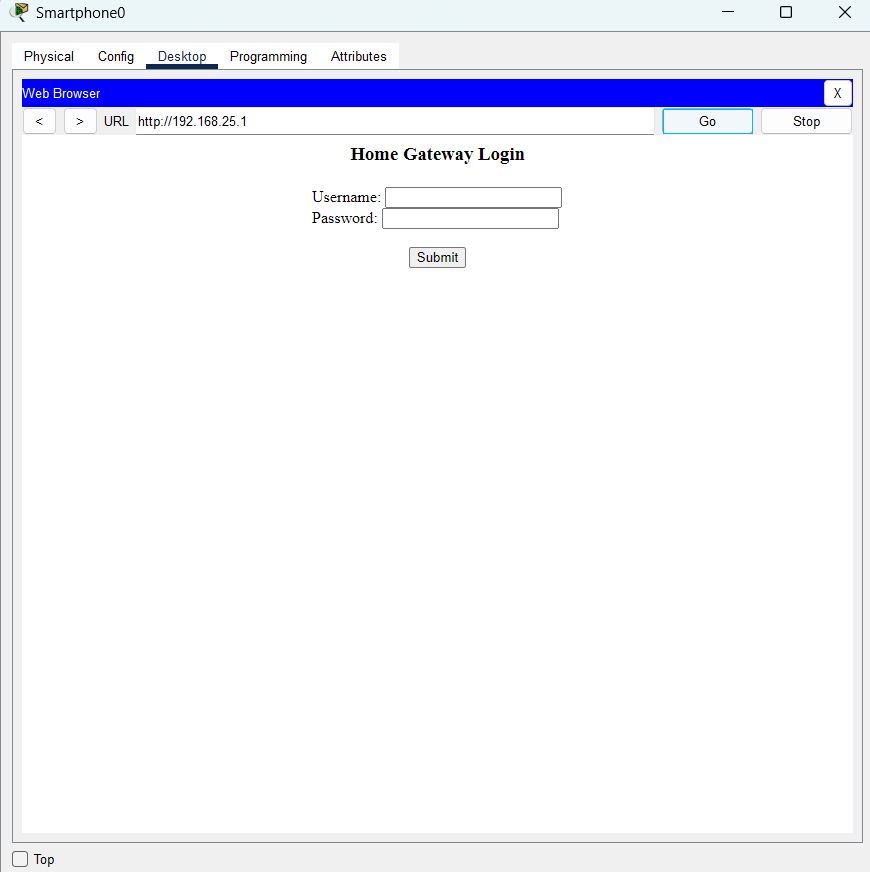 Smartphone0
Physical Config Desktop Programming Attributes
Web Browser X
< > URL http://192.168.25.1 Go Stop
Home Gateway Login
Username:
Password:
Submit
Top